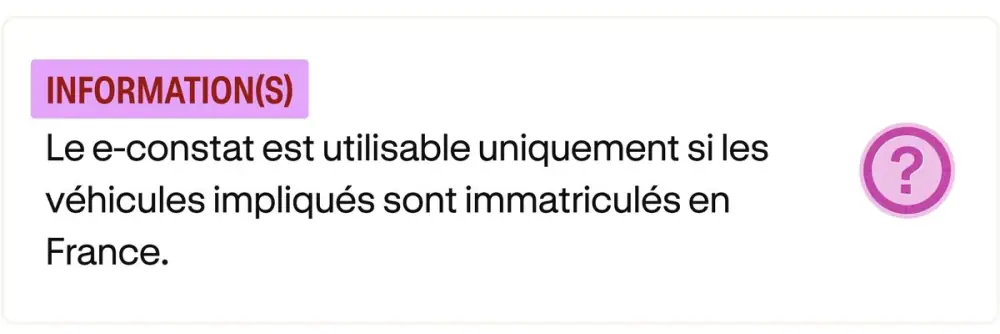 INFORMATION(S)
Le e-constat est utilisable uniquement si les
véhicules impliqués sont immatriculés en
France.
?